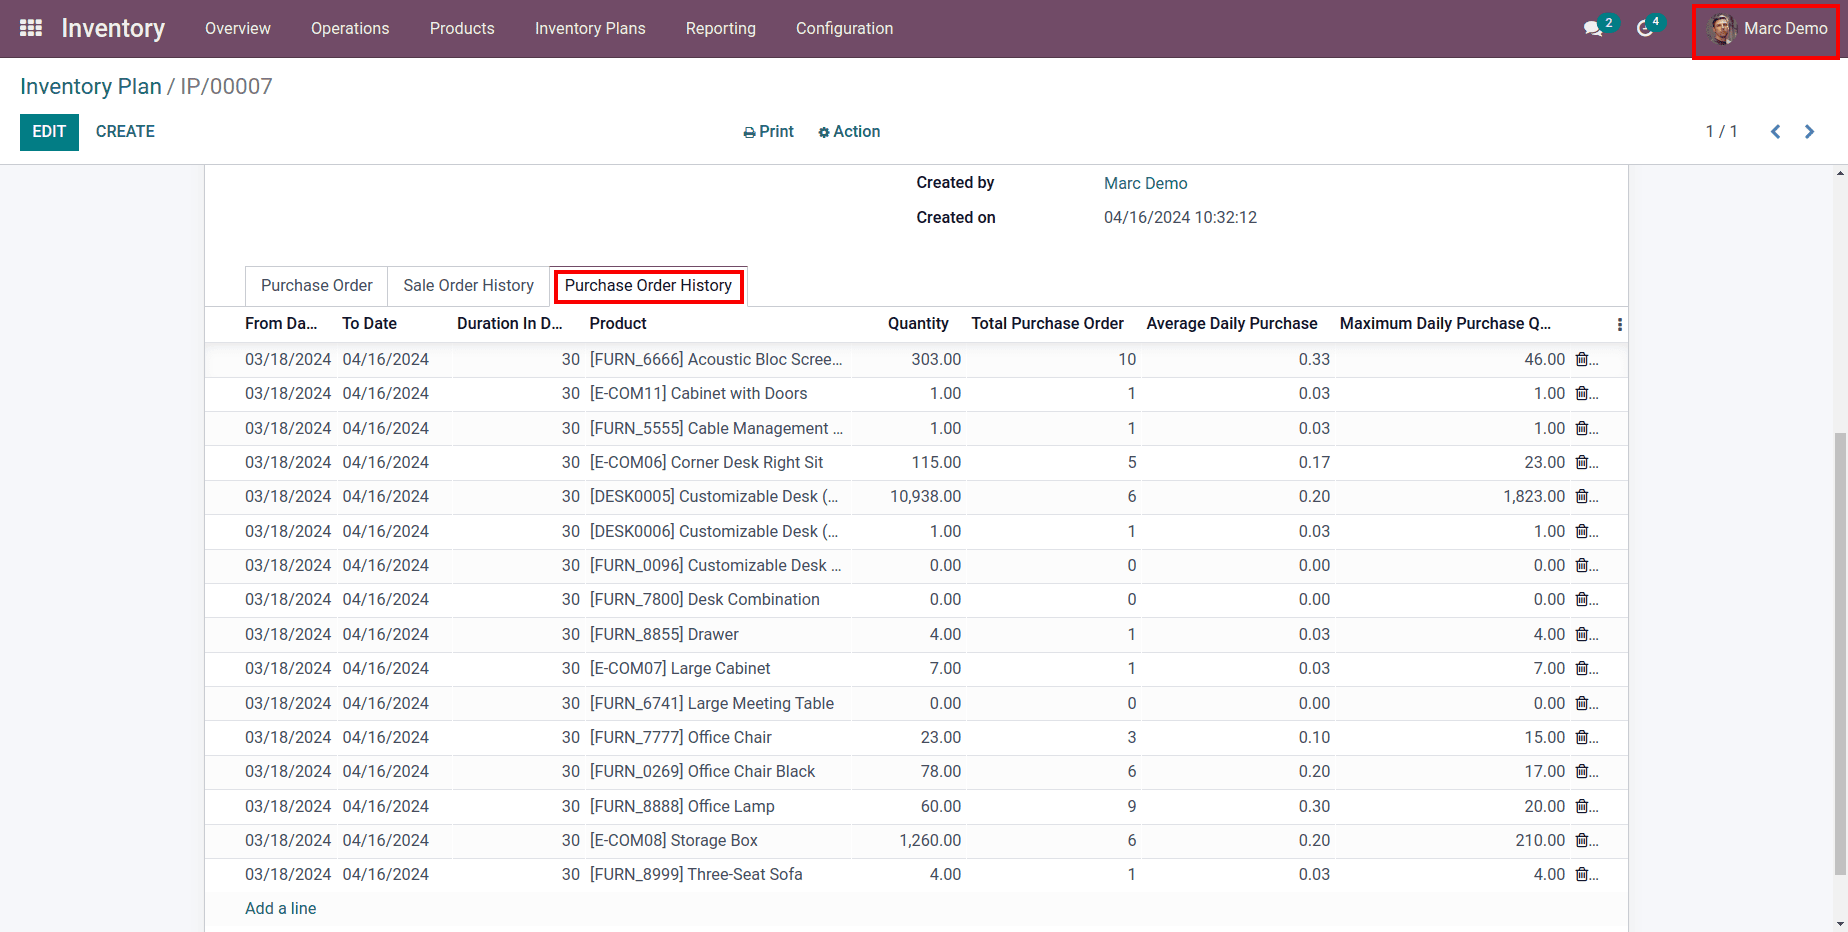 Inventory Overview Operations Products Inventory Plans Reporting Configuration 2 4 Marc Demo
Inventory Plan / IP/00007
EDIT CREATE Print Action 1 / 1
Created by Marc Demo
Created on 04/16/2024 10:32:12
Purchase Order Sale Order History Purchase Order History
From Da... To Date Duration In D... Product Quantity Total Purchase Order Average Daily Purchase Maximum Daily Purchase Q...
03/18/2024 04/16/2024 30 [FURN_6666] Acoustic Bloc Scree... 303.00 10 0.33 46.00 ...
03/18/2024 04/16/2024 30 [E-COM11] Cabinet with Doors 1.00 1 0.03 1.00 ...
03/18/2024 04/16/2024 30 [FURN_5555] Cable Management ... 1.00 1 0.03 1.00 ...
03/18/2024 04/16/2024 30 [E-COM06] Corner Desk Right Sit 115.00 5 0.17 23.00 ...
03/18/2024 04/16/2024 30 [DESK0005] Customizable Desk (... 10,938.00 6 0.20 1,823.00 ...
03/18/2024 04/16/2024 30 [DESK0006] Customizable Desk (... 1.00 1 0.03 1.00 ...
03/18/2024 04/16/2024 30 [FURN_0096] Customizable Desk ... 0.00 0 0.00 0.00 ...
03/18/2024 04/16/2024 30 [FURN_7800] Desk Combination 0.00 0 0.00 0.00 ...
03/18/2024 04/16/2024 30 [FURN_8855] Drawer 4.00 1 0.03 4.00 ...
03/18/2024 04/16/2024 30 [E-COM07] Large Cabinet 7.00 1 0.03 7.00 ...
03/18/2024 04/16/2024 30 [FURN_6741] Large Meeting Table 0.00 0 0.00 0.00 ...
03/18/2024 04/16/2024 30 [FURN_7777] Office Chair 23.00 3 0.10 15.00 ...
03/18/2024 04/16/2024 30 [FURN_0269] Office Chair Black 78.00 6 0.20 17.00 ...
03/18/2024 04/16/2024 30 [FURN_8888] Office Lamp 60.00 9 0.30 20.00 ...
03/18/2024 04/16/2024 30 [E-COM08] Storage Box 1,260.00 6 0.20 210.00 ...
03/18/2024 04/16/2024 30 [FURN_8999] Three-Seat Sofa 4.00 1 0.03 4.00 ...
Add a line